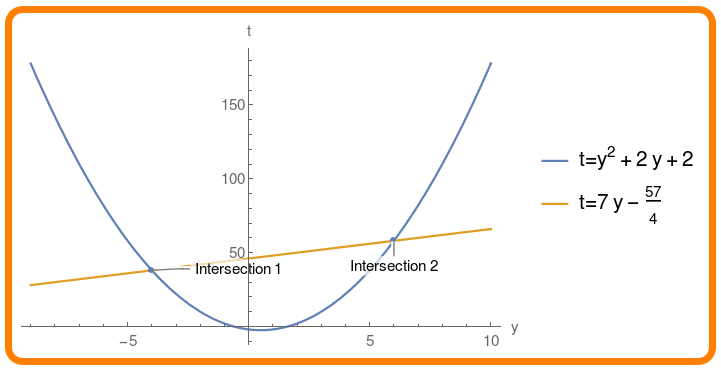 t
150
100
50
Intersection 1
Intersection 2
−5
5
10
y
t=y² + 2 y + 2
t=7 y − 57/4